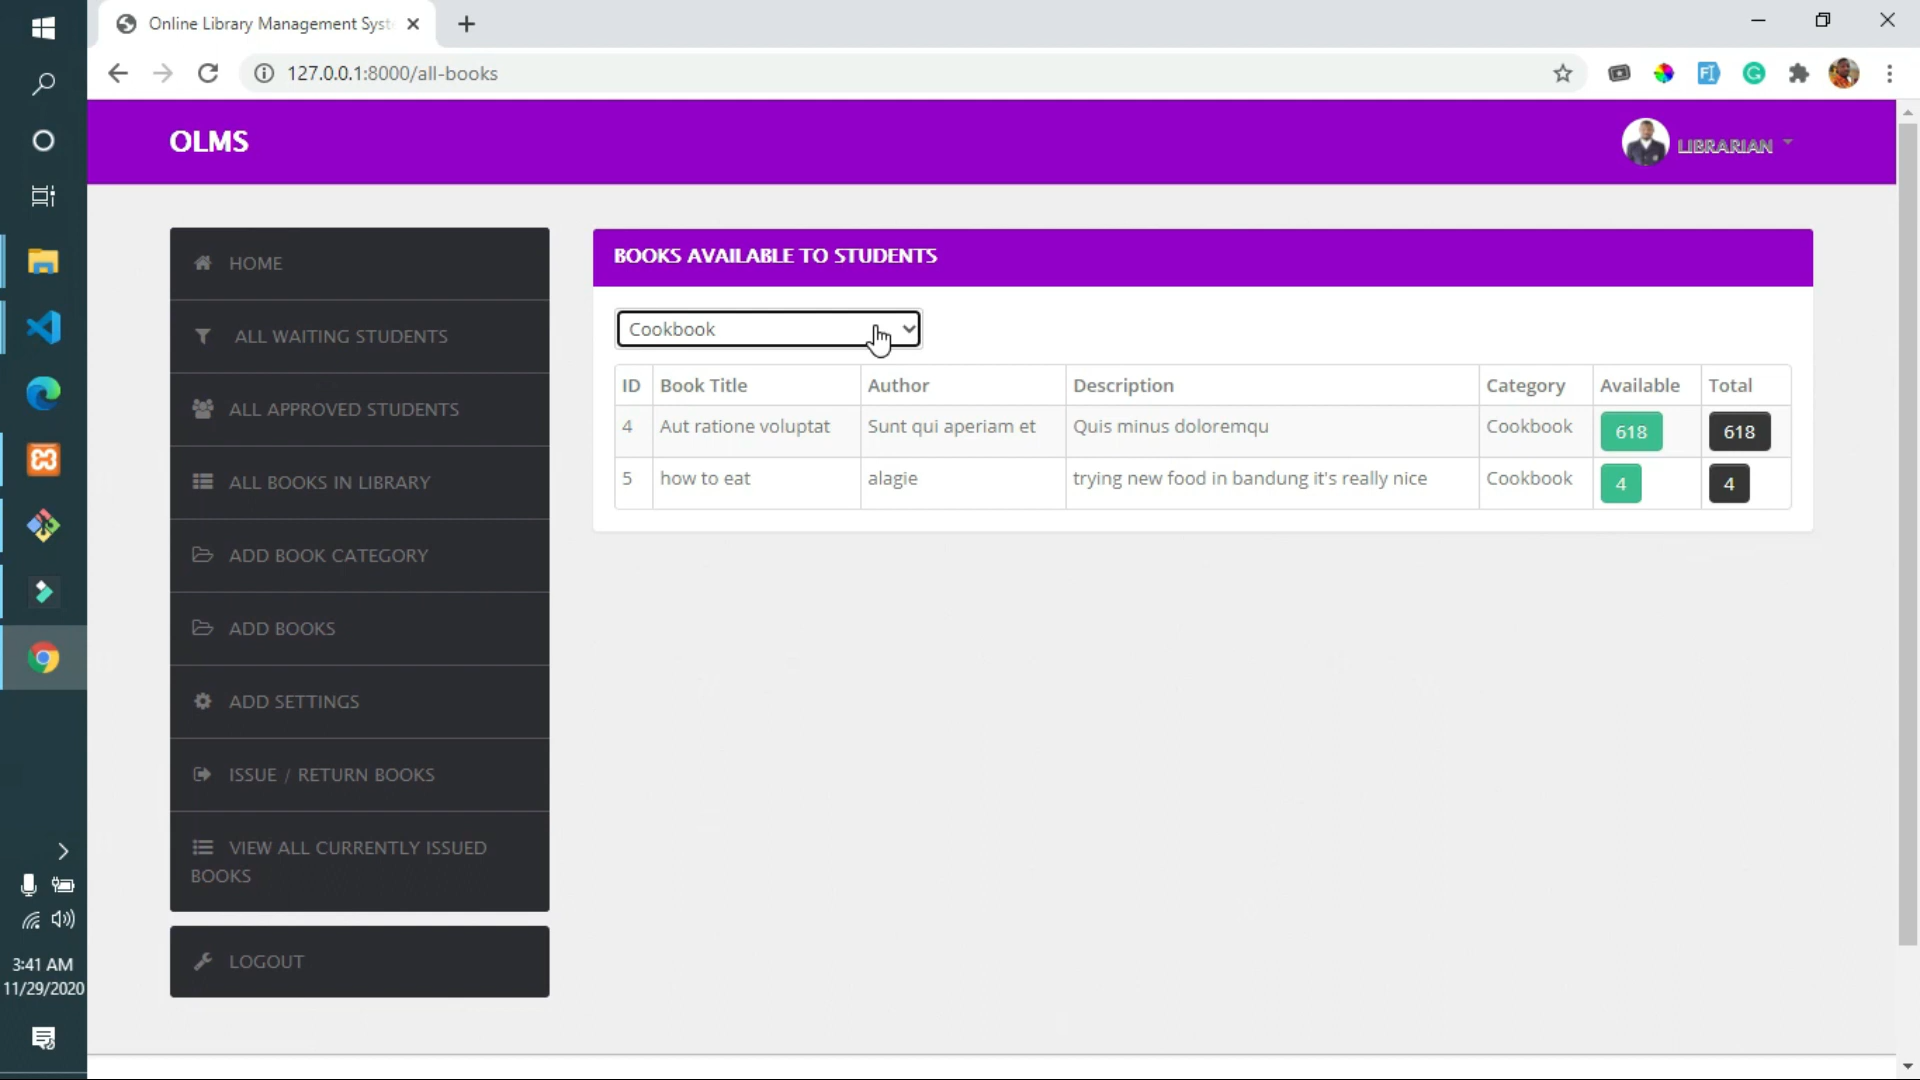 Online Library Management Syst
127.0.0.1:8000/all-books
OLMS
LIBRARIAN
HOME
ALL WAITING STUDENTS
ALL APPROVED STUDENTS
ALL BOOKS IN LIBRARY
ADD BOOK CATEGORY
ADD BOOKS
ADD SETTINGS
ISSUE / RETURN BOOKS
VIEW ALL CURRENTLY ISSUED
BOOKS
LOGOUT
BOOKS AVAILABLE TO STUDENTS
Cookbook
ID Book Title Author Description Category Available Total
4 Aut ratione voluptat Sunt qui aperiam et Quis minus doloremqu Cookbook 618 618
5 how to eat alagie trying new food in bandung it's really nice Cookbook 4 4
3:41 AM
11/29/2020